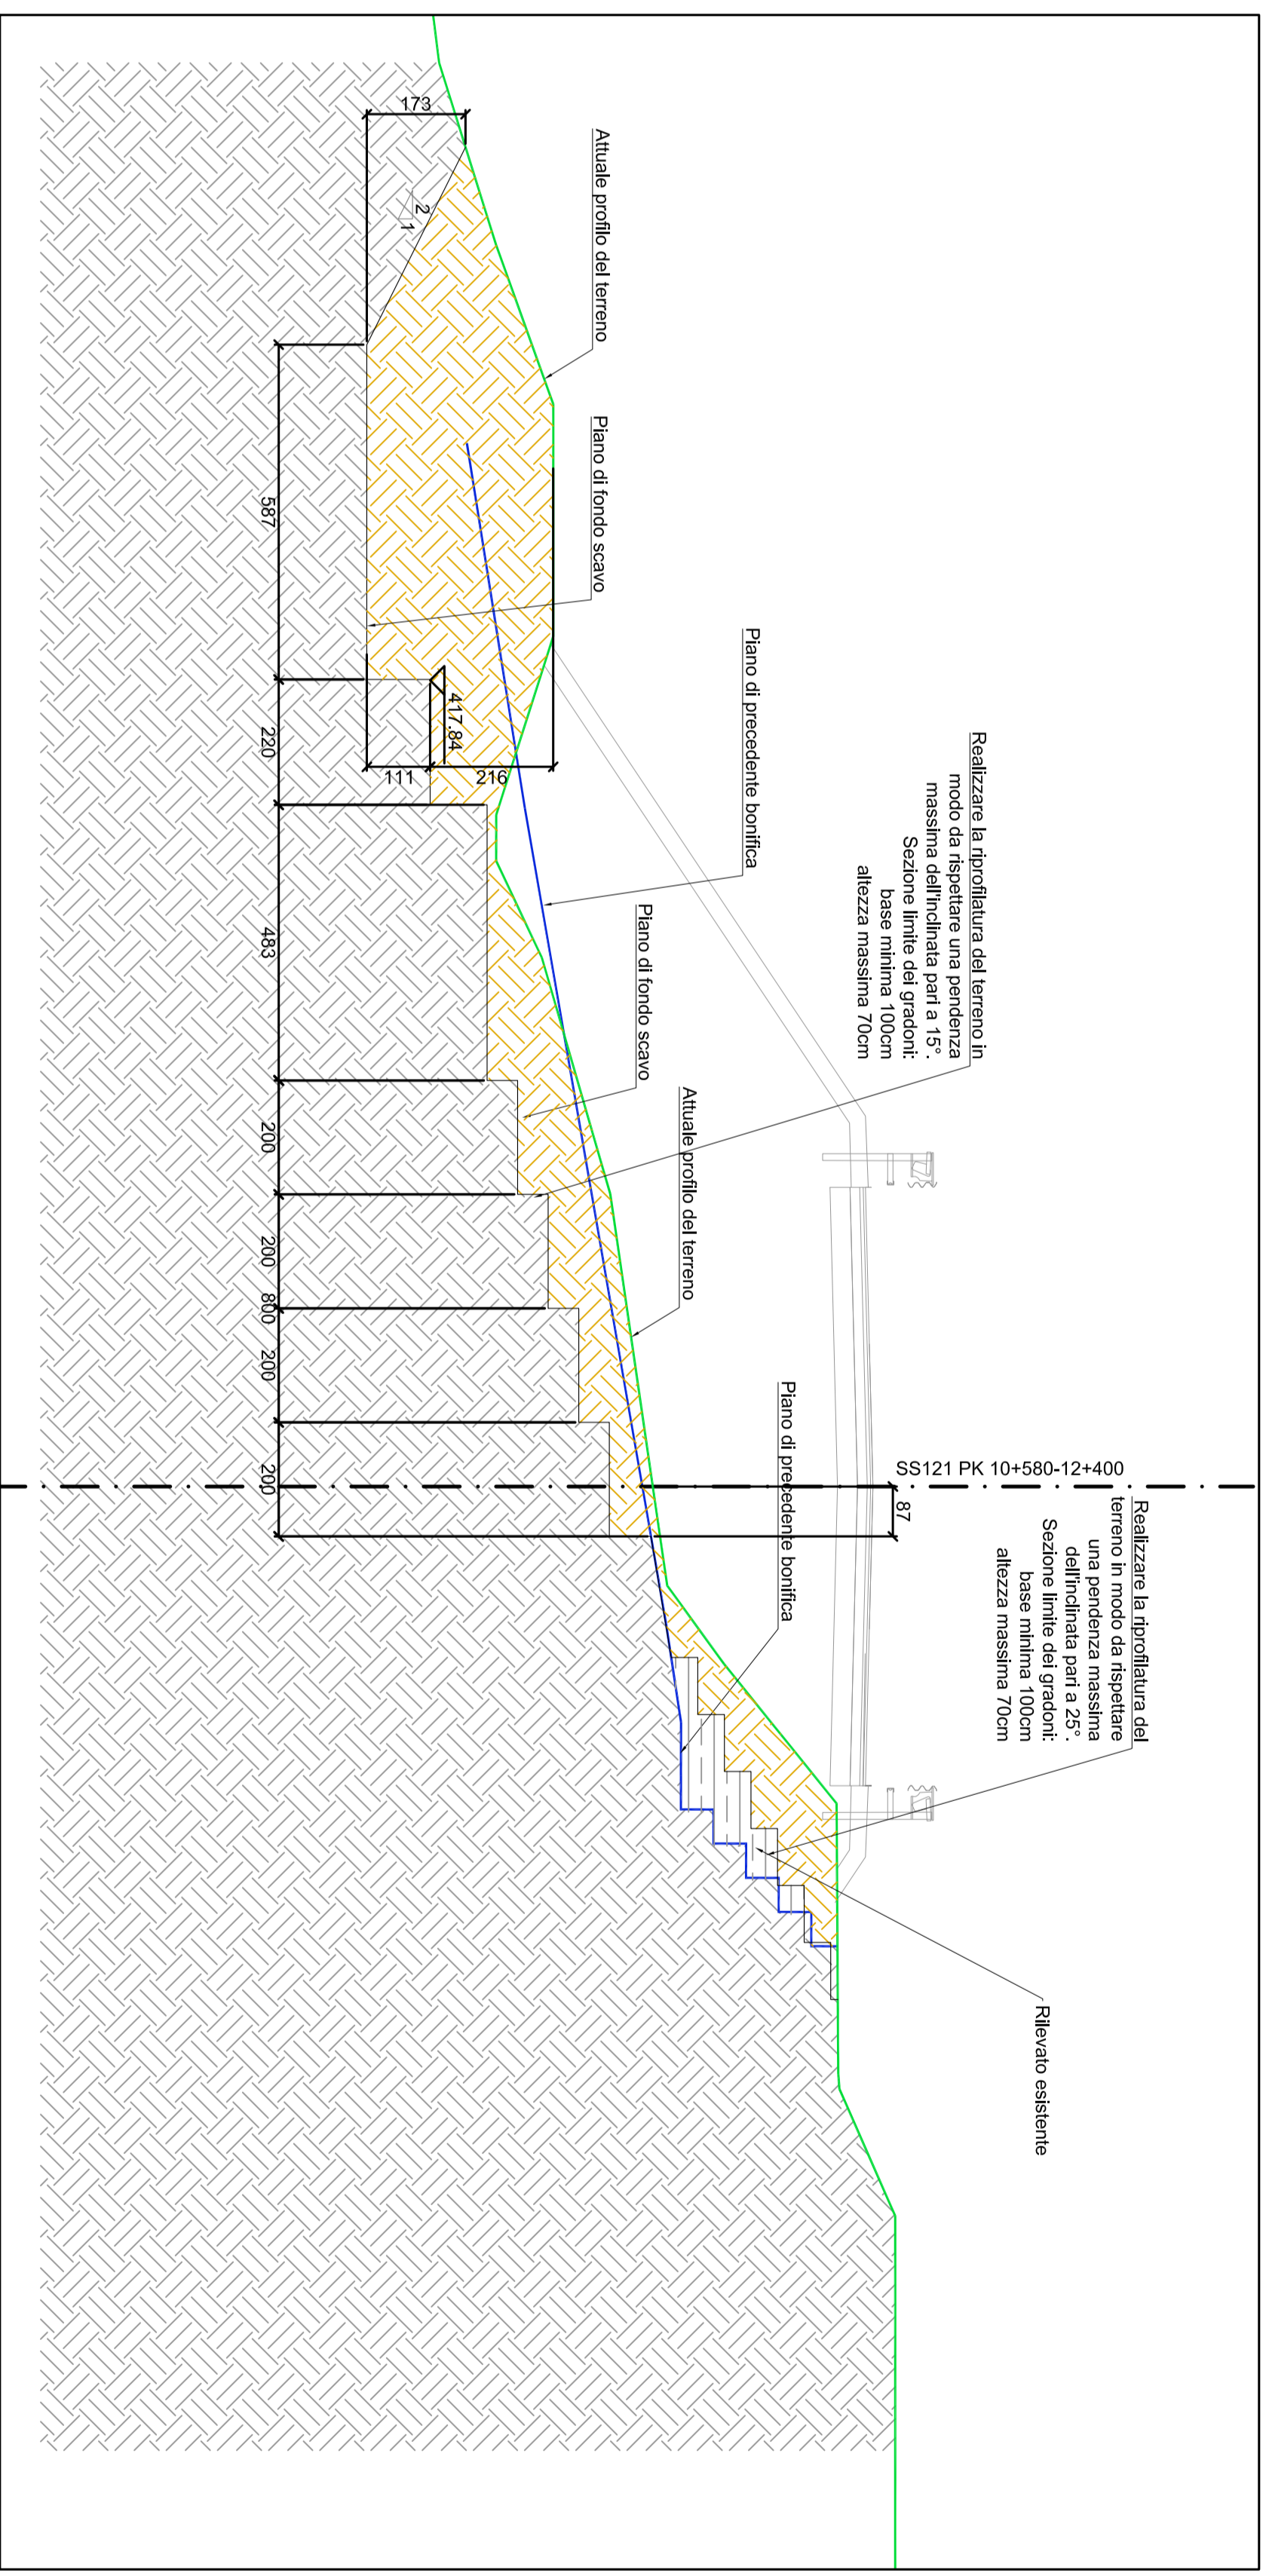 Realizzare la riprofilatura del terreno in
modo da rispettare una pendenza
massima dell'inclinata pari a 15°.
Sezione limite dei gradoni:
base minima 100cm
altezza massima 70cm
SS121 PK 10+580-12+400
Realizzare la riprofilatura del
terreno in modo da rispettare
una pendenza massima
dell'inclinata pari a 25°.
Sezione limite dei gradoni:
base minima 100cm
altezza massima 70cm
Rilevato esistente
87
Piano di precedente bonifica
Piano di precedente bonifica
Attuale profilo del terreno
Piano di fondo scavo
Piano di fondo scavo
Attuale profilo del terreno
173
2
1
417.84
111
216
587
220
483
200
200
800
200
200